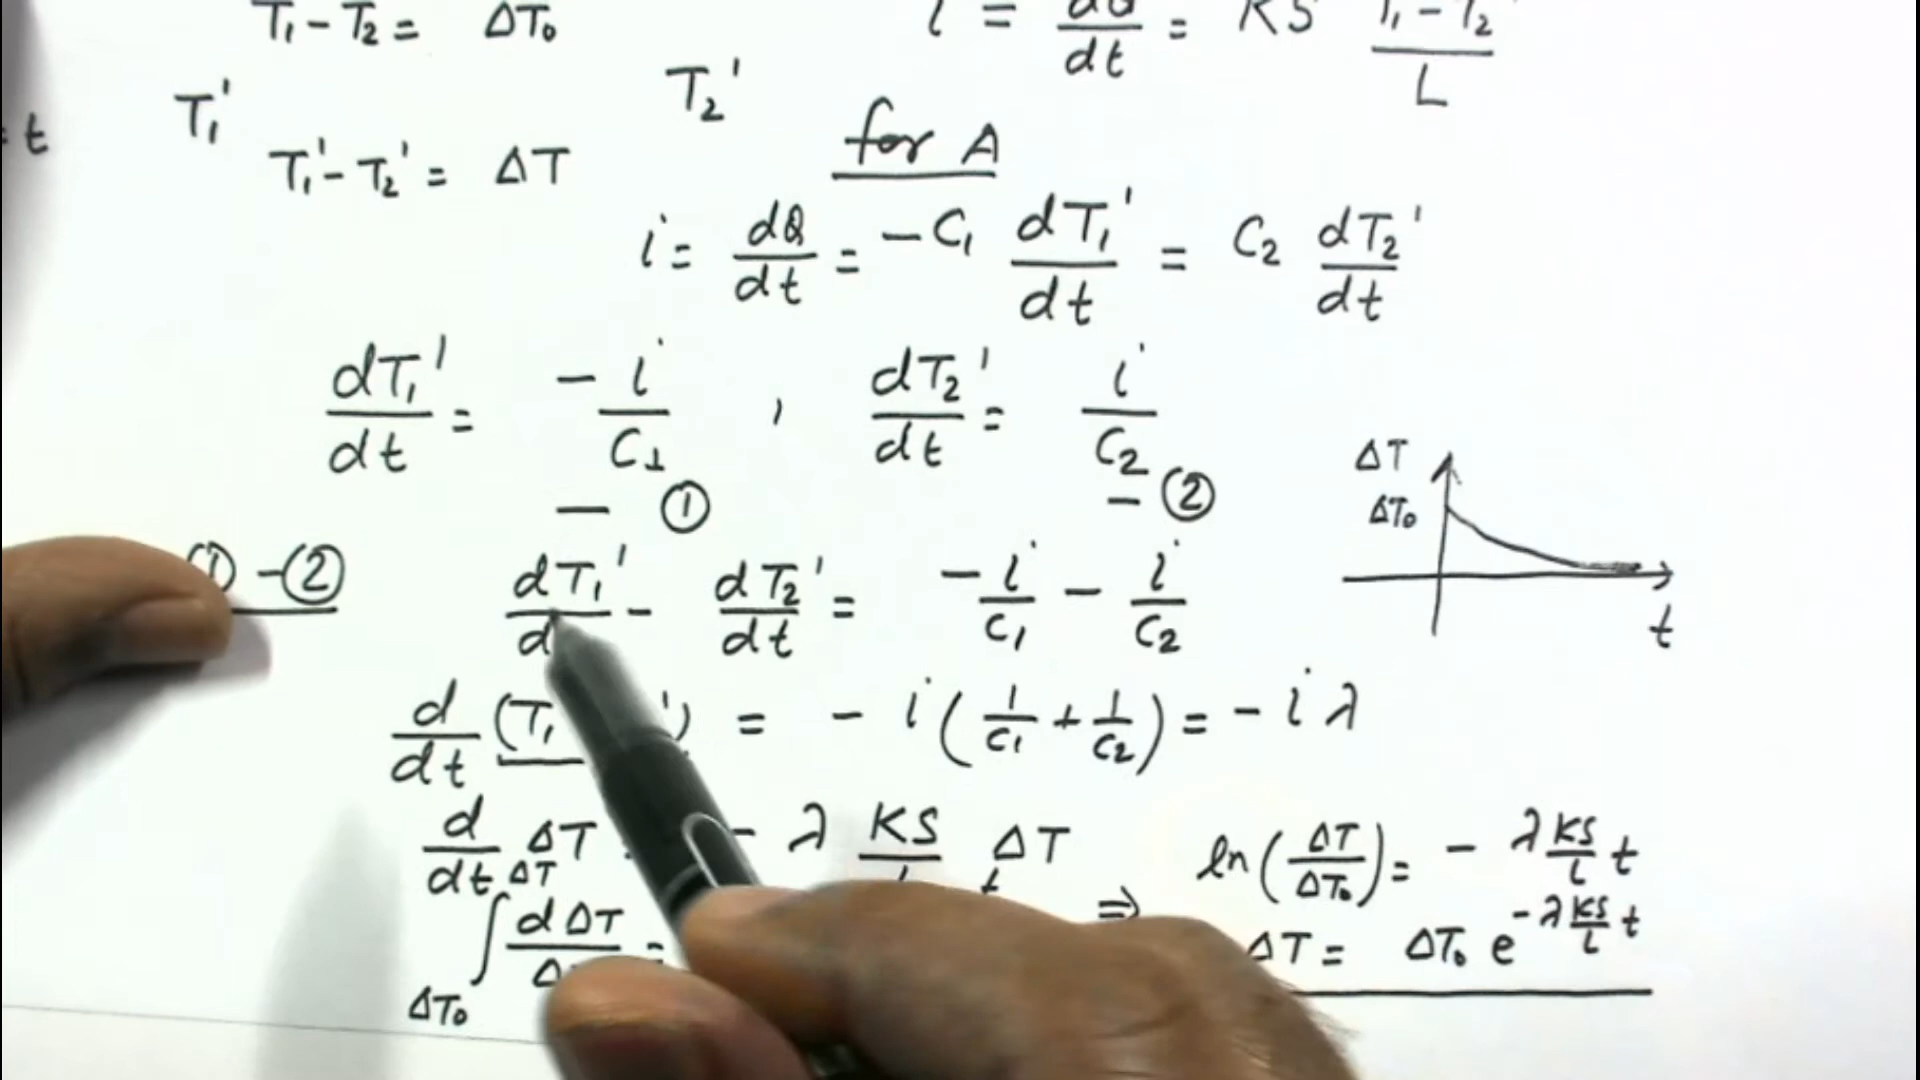 T₁ - T₂ = ΔT₀
i = dQ/dt = KS (T₁ - T₂)/L
= t
T₁' T₂'
T₁' - T₂' = ΔT
for A
i = dQ/dt = -C₁ dT₁'/dt = C₂ dT₂'/dt
dT₁'/dt = -i/C₁ , dT₂'/dt = i/C₂
— ① — ②
ΔT
ΔT₀
t
① - ② dT₁'/d - dT₂'/dt = -i/C₁ - i/C₂
d/dt (T₁ ') = -i (1/C₁ + 1/C₂) = -iλ
d/dt ΔT - λ KS/ ΔT
∫ ΔT₀ ΔT dΔT/Δ =
⇒ ln(ΔT/ΔT₀) = -λ KS/L t
ΔT = ΔT₀ e^(-λ KS/L t)